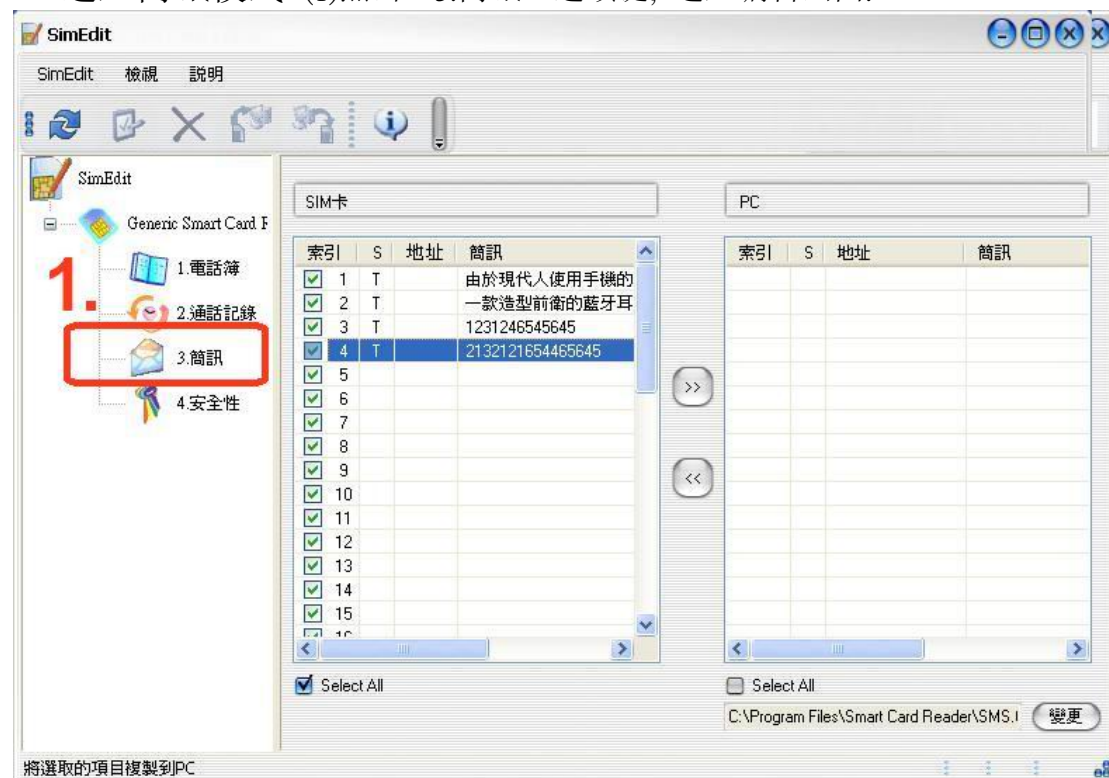 SimEdit
SimEdit 檢視 說明
SimEdit
Generic Smart Card F
1.電話簿
2.通話記錄
3.簡訊
4.安全性
1.
SIM卡
索引 S 地址 簡訊
1 T 由於現代人使用手機的
2 T 一款造型前衛的藍牙耳
3 T 1231246545645
4 T 2132121654465645
5
6
7
8
9
10
11
12
13
14
15
Select All
>>
<<
PC
索引 S 地址 簡訊
Select All
C:\Program Files\Smart Card Reader\SMS.
變更
將選取的項目複製到PC